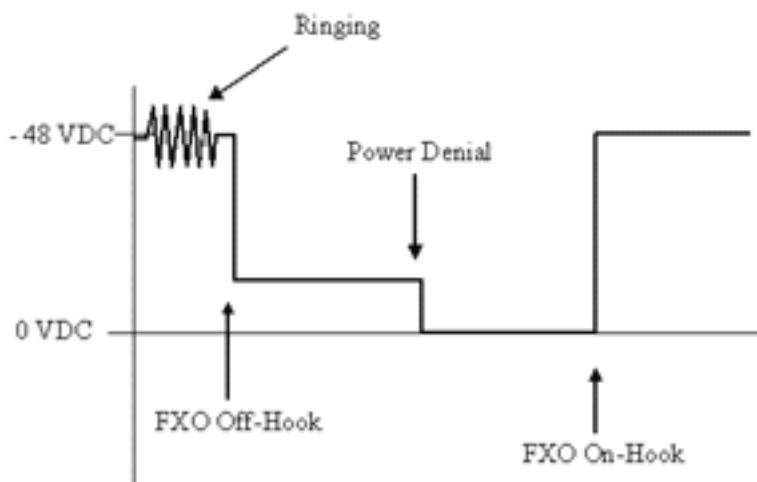 Ringing
- 48 VDC
Power Denial
0 VDC
FXO Off-Hook
FXO On-Hook